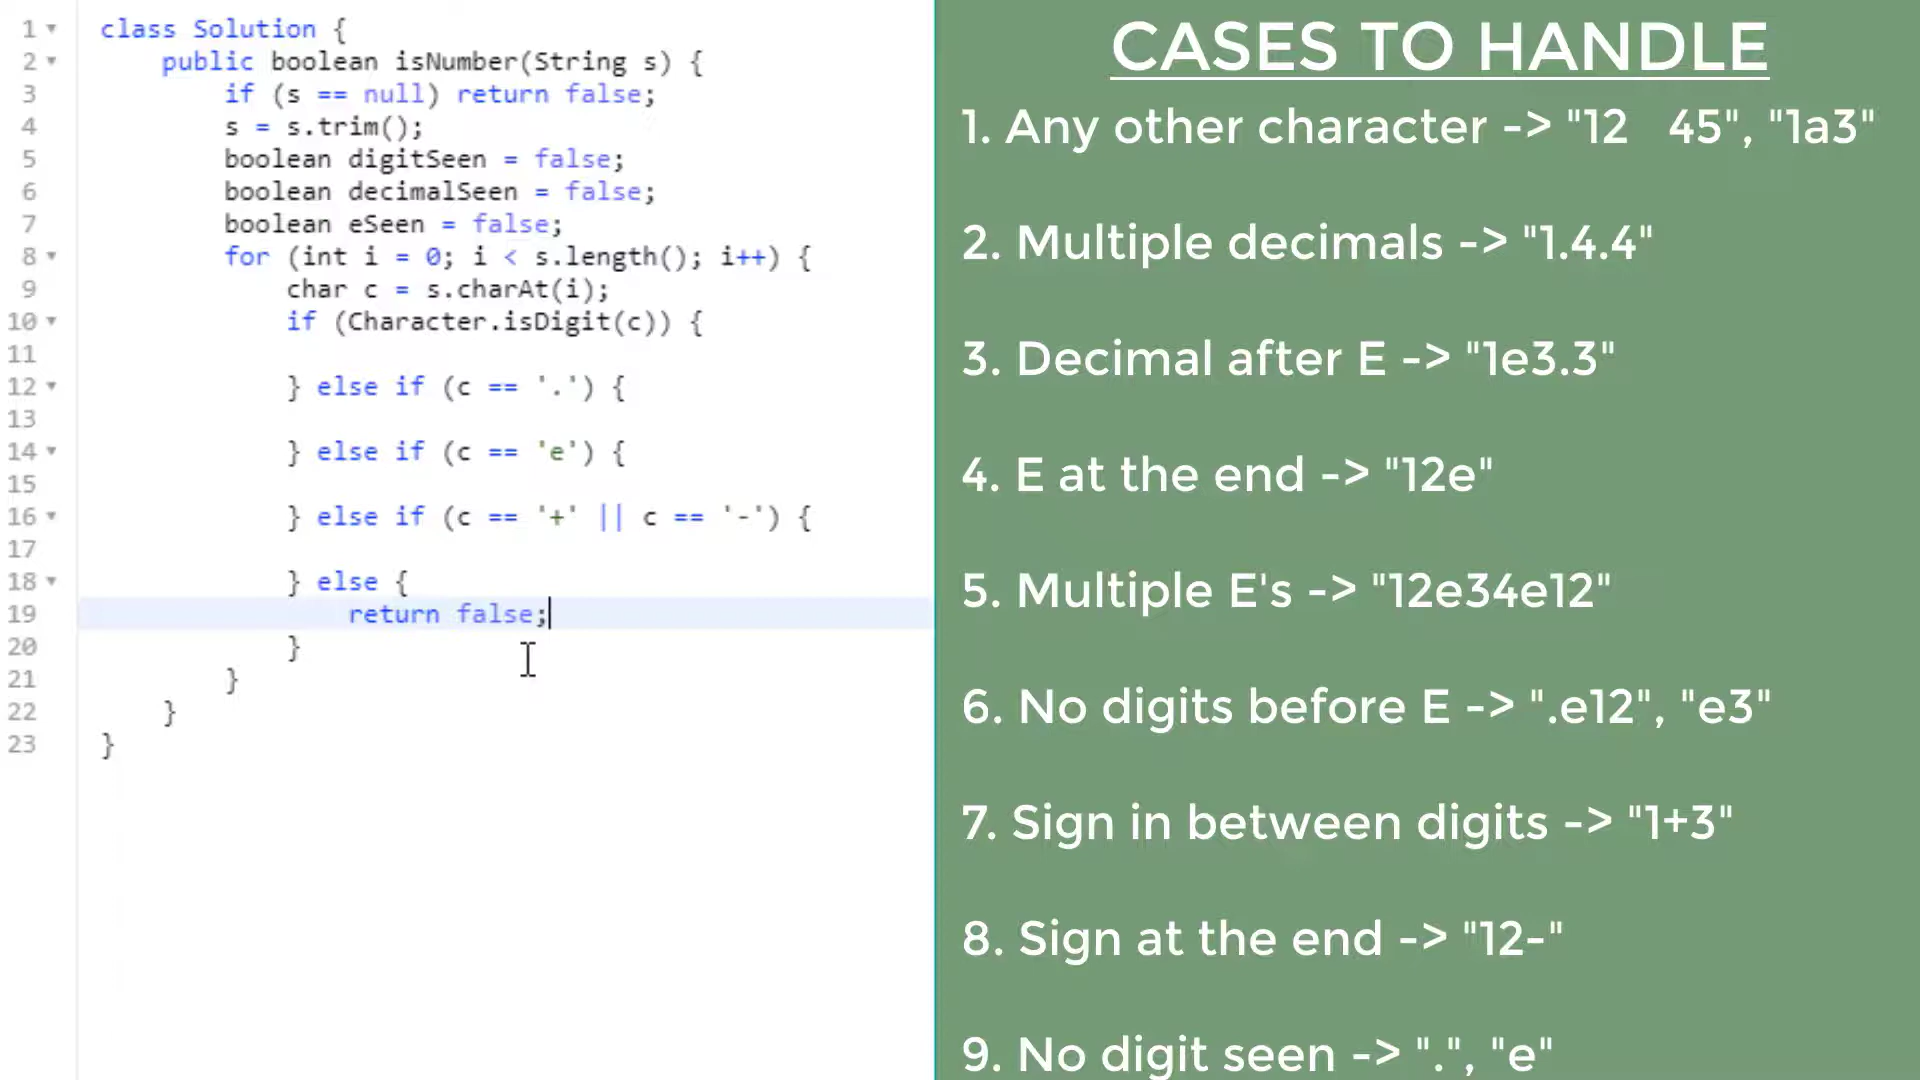 1 class Solution {
2 public boolean isNumber(String s) {
3 if (s == null) return false;
4 s = s.trim();
5 boolean digitSeen = false;
6 boolean decimalSeen = false;
7 boolean eSeen = false;
8 for (int i = 0; i < s.length(); i++) {
9 char c = s.charAt(i);
10 if (Character.isDigit(c)) {
11
12 } else if (c == '.') {
13
14 } else if (c == 'e') {
15
16 } else if (c == '+' || c == '-') {
17
18 } else {
19 return false;
20 }
21 }
22 }
23 }
CASES TO HANDLE
1. Any other character -> "12   45", "1a3"
2. Multiple decimals -> "1.4.4"
3. Decimal after E -> "1e3.3"
4. E at the end -> "12e"
5. Multiple E's -> "12e34e12"
6. No digits before E -> ".e12", "e3"
7. Sign in between digits -> "1+3"
8. Sign at the end -> "12-"
9. No digit seen -> ".", "e"